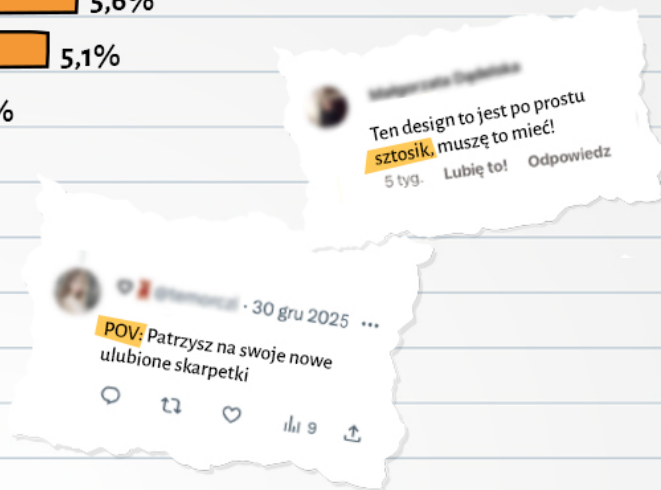 5,6%
5,1%
%
Ten design to jest po prostu
sztosik, muszę to mieć!
5 tyg. Lubię to! Odpowiedz
· 30 gru 2025 ...
POV: Patrzysz na swoje nowe
ulubione skarpetki
9